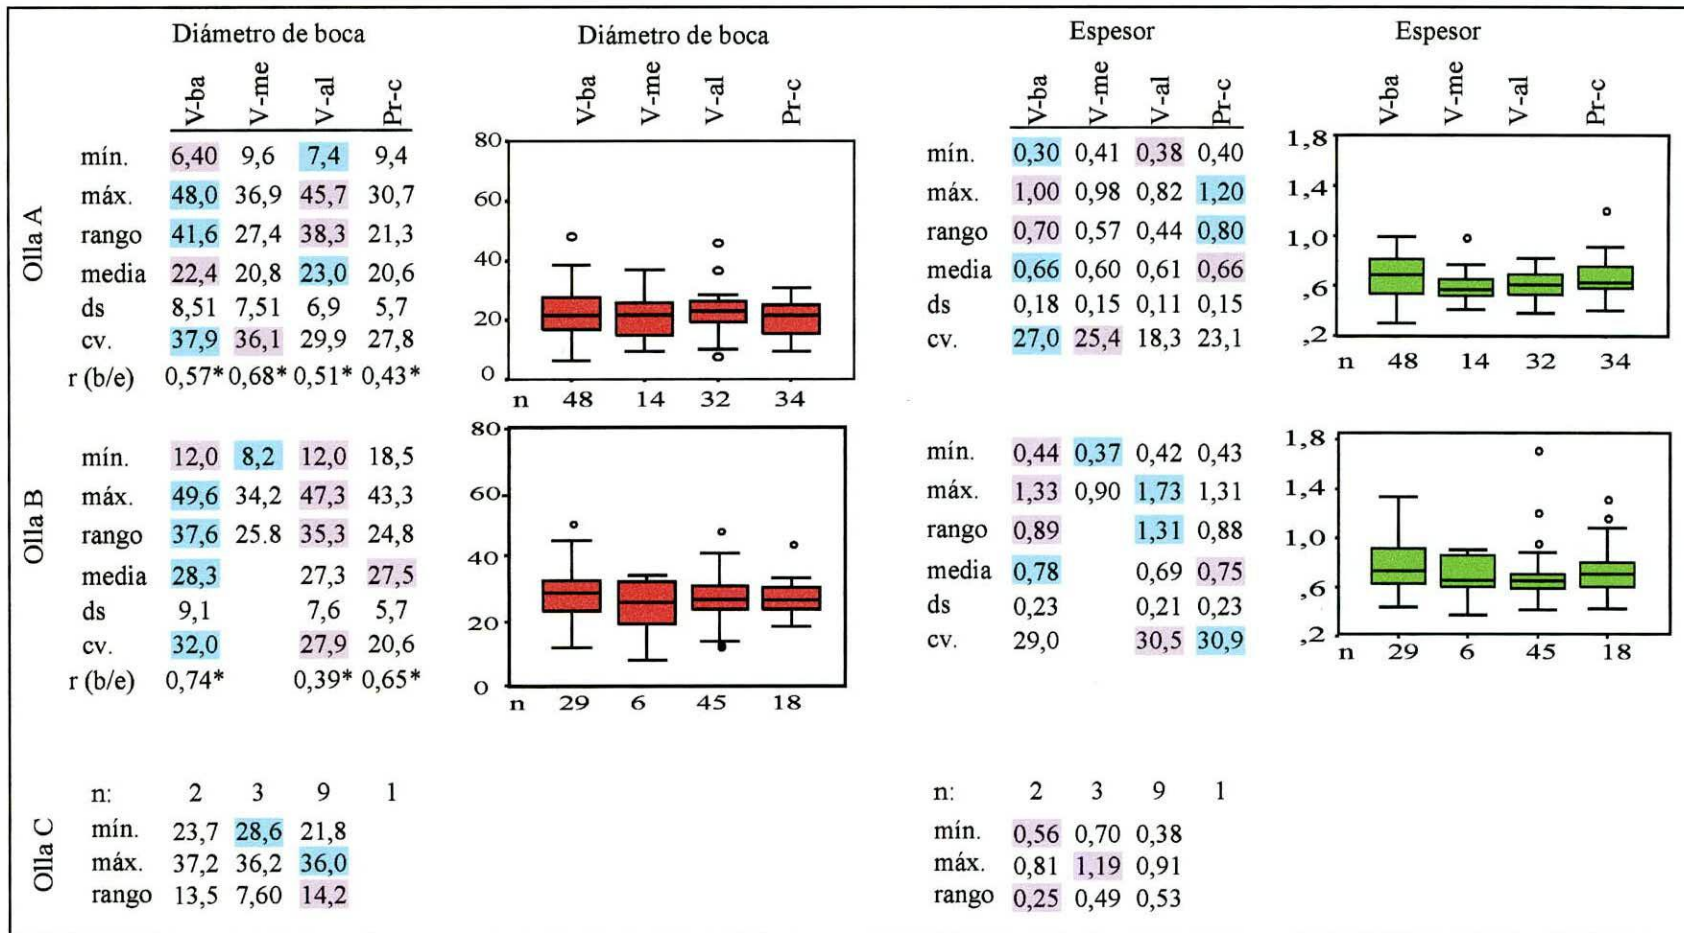 Diámetro de boca Diámetro de boca Espesor Espesor
V-ba V-me V-al Pr-c V-ba V-me V-al Pr-c V-ba V-me V-al Pr-c V-ba V-me V-al Pr-c
Olla A
mín. 6,40 9,6 7,4 9,4
máx. 48,0 36,9 45,7 30,7
rango 41,6 27,4 38,3 21,3
media 22,4 20,8 23,0 20,6
ds 8,51 7,51 6,9 5,7
cv. 37,9 36,1 29,9 27,8
r (b/e) 0,57* 0,68* 0,51* 0,43*
80
60
40
20
0
n 48 14 32 34
mín. 0,30 0,41 0,38 0,40
máx. 1,00 0,98 0,82 1,20
rango 0,70 0,57 0,44 0,80
media 0,66 0,60 0,61 0,66
ds 0,18 0,15 0,11 0,15
cv. 27,0 25,4 18,3 23,1
1,8
1,4
1,0
,6
,2
n 48 14 32 34
Olla B
mín. 12,0 8,2 12,0 18,5
máx. 49,6 34,2 47,3 43,3
rango 37,6 25.8 35,3 24,8
media 28,3 27,3 27,5
ds 9,1 7,6 5,7
cv. 32,0 27,9 20,6
r (b/e) 0,74* 0,39* 0,65*
80
60
40
20
0
n 29 6 45 18
mín. 0,44 0,37 0,42 0,43
máx. 1,33 0,90 1,73 1,31
rango 0,89 1,31 0,88
media 0,78 0,69 0,75
ds 0,23 0,21 0,23
cv. 29,0 30,5 30,9
1,8
1,4
1,0
,6
,2
n 29 6 45 18
Olla C
n: 2 3 9 1
mín. 23,7 28,6 21,8
máx. 37,2 36,2 36,0
rango 13,5 7,60 14,2
n: 2 3 9 1
mín. 0,56 0,70 0,38
máx. 0,81 1,19 0,91
rango 0,25 0,49 0,53